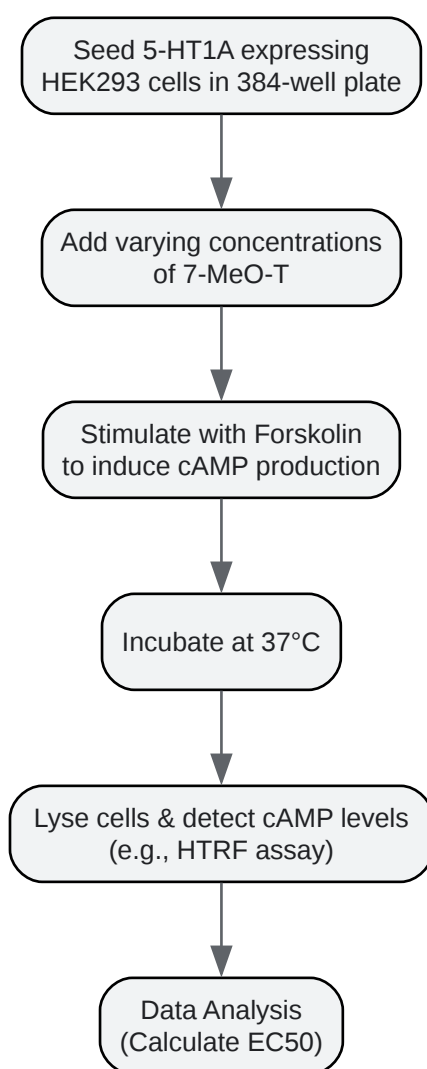 Seed 5-HT1A expressing
HEK293 cells in 384-well plate
Add varying concentrations
of 7-MeO-T
Stimulate with Forskolin
to induce cAMP production
Incubate at 37°C
Lyse cells & detect cAMP levels
(e.g., HTRF assay)
Data Analysis
(Calculate EC50)